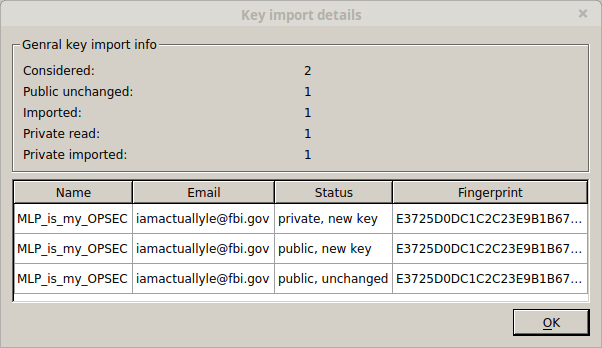 Key import details
Genral key import info
Considered: 2
Public unchanged: 1
Imported: 1
Private read: 1
Private imported: 1
Name Email Status Fingerprint
MLP_is_my_OPSEC iamactuallyle@fbi.gov private, new key E3725D0DC1C2C23E9B1B67...
MLP_is_my_OPSEC iamactuallyle@fbi.gov public, new key E3725D0DC1C2C23E9B1B67...
MLP_is_my_OPSEC iamactuallyle@fbi.gov public, unchanged E3725D0DC1C2C23E9B1B67...
OK